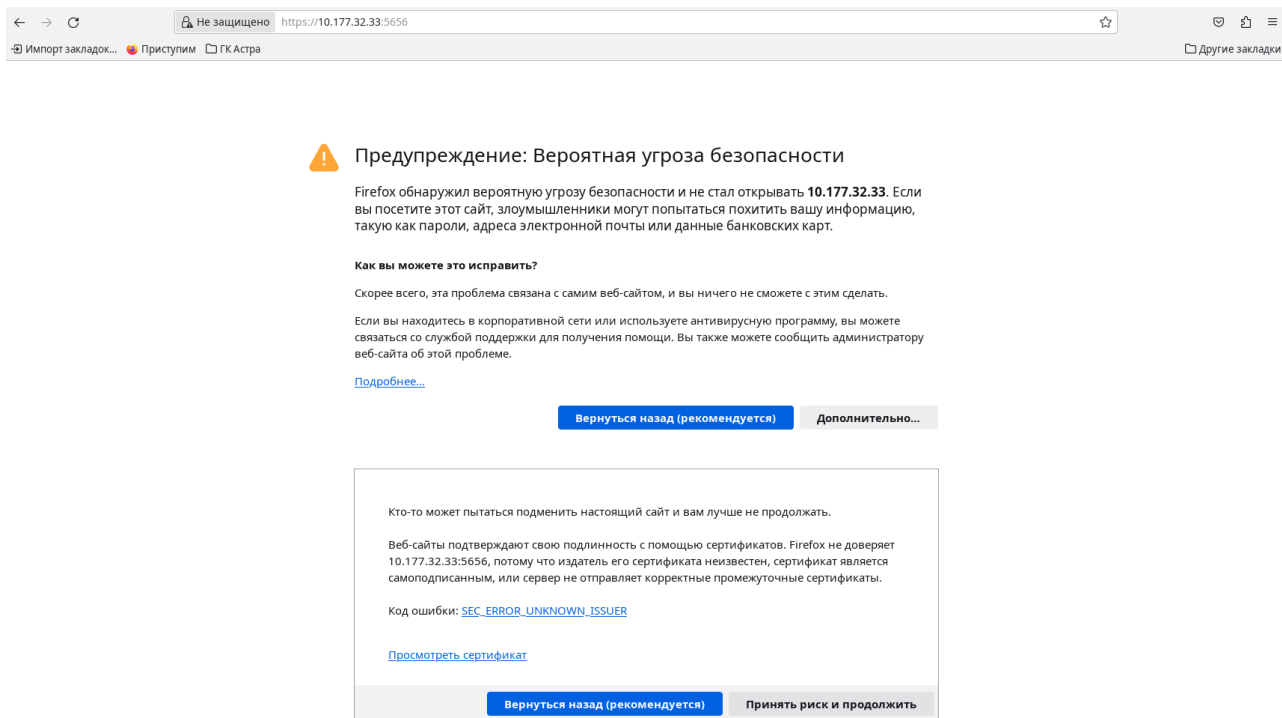 Не защищено https://10.177.32.33:5656
Импорт закладок... Приступим ГК Астра Другие закладки
Предупреждение: Вероятная угроза безопасности
Firefox обнаружил вероятную угрозу безопасности и не стал открывать 10.177.32.33. Если
вы посетите этот сайт, злоумышленники могут попытаться похитить вашу информацию,
такую как пароли, адреса электронной почты или данные банковских карт.
Как вы можете это исправить?
Скорее всего, эта проблема связана с самим веб-сайтом, и вы ничего не сможете с этим сделать.
Если вы находитесь в корпоративной сети или используете антивирусную программу, вы можете
связаться со службой поддержки для получения помощи. Вы также можете сообщить администратору
веб-сайта об этой проблеме.
Подробнее...
Вернуться назад (рекомендуется) Дополнительно...
Кто-то может пытаться подменить настоящий сайт и вам лучше не продолжать.
Веб-сайты подтверждают свою подлинность с помощью сертификатов. Firefox не доверяет
10.177.32.33:5656, потому что издатель его сертификата неизвестен, сертификат является
самоподписанным, или сервер не отправляет корректные промежуточные сертификаты.
Код ошибки: SEC_ERROR_UNKNOWN_ISSUER
Просмотреть сертификат
Вернуться назад (рекомендуется) Принять риск и продолжить